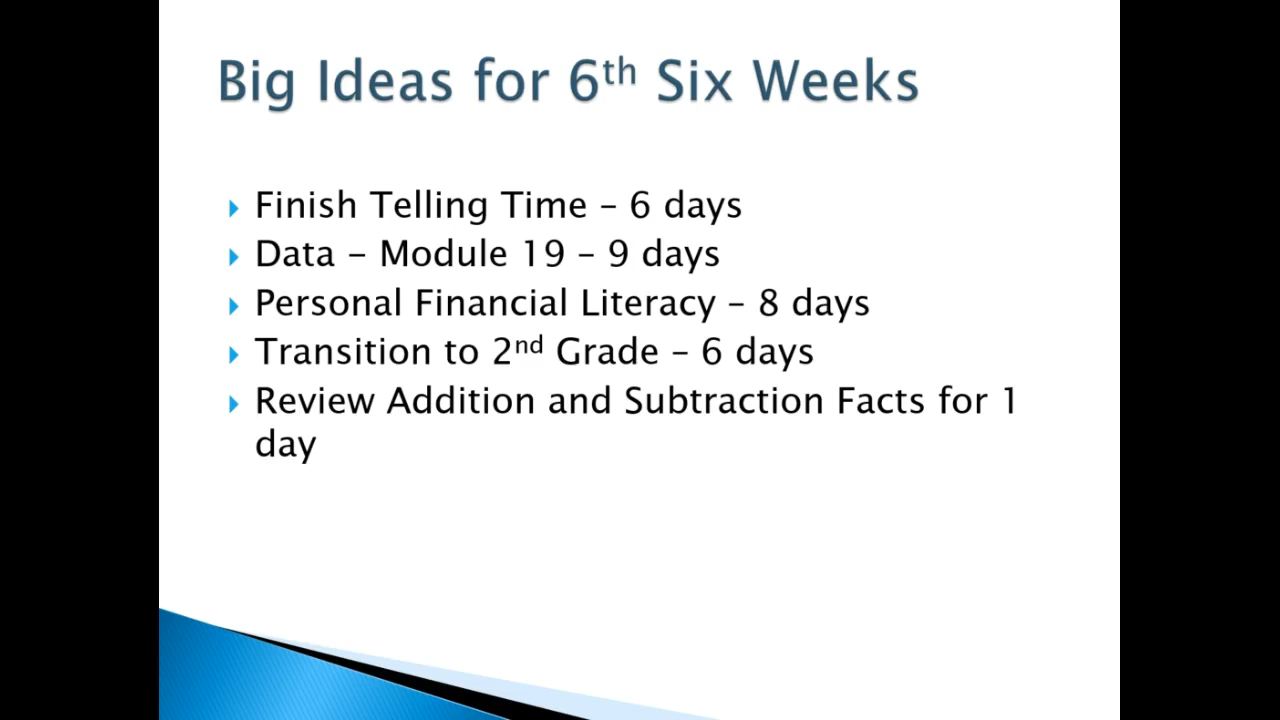 Big Ideas for 6th Six Weeks
Finish Telling Time – 6 days
Data – Module 19 – 9 days
Personal Financial Literacy – 8 days
Transition to 2nd Grade – 6 days
Review Addition and Subtraction Facts for 1
day